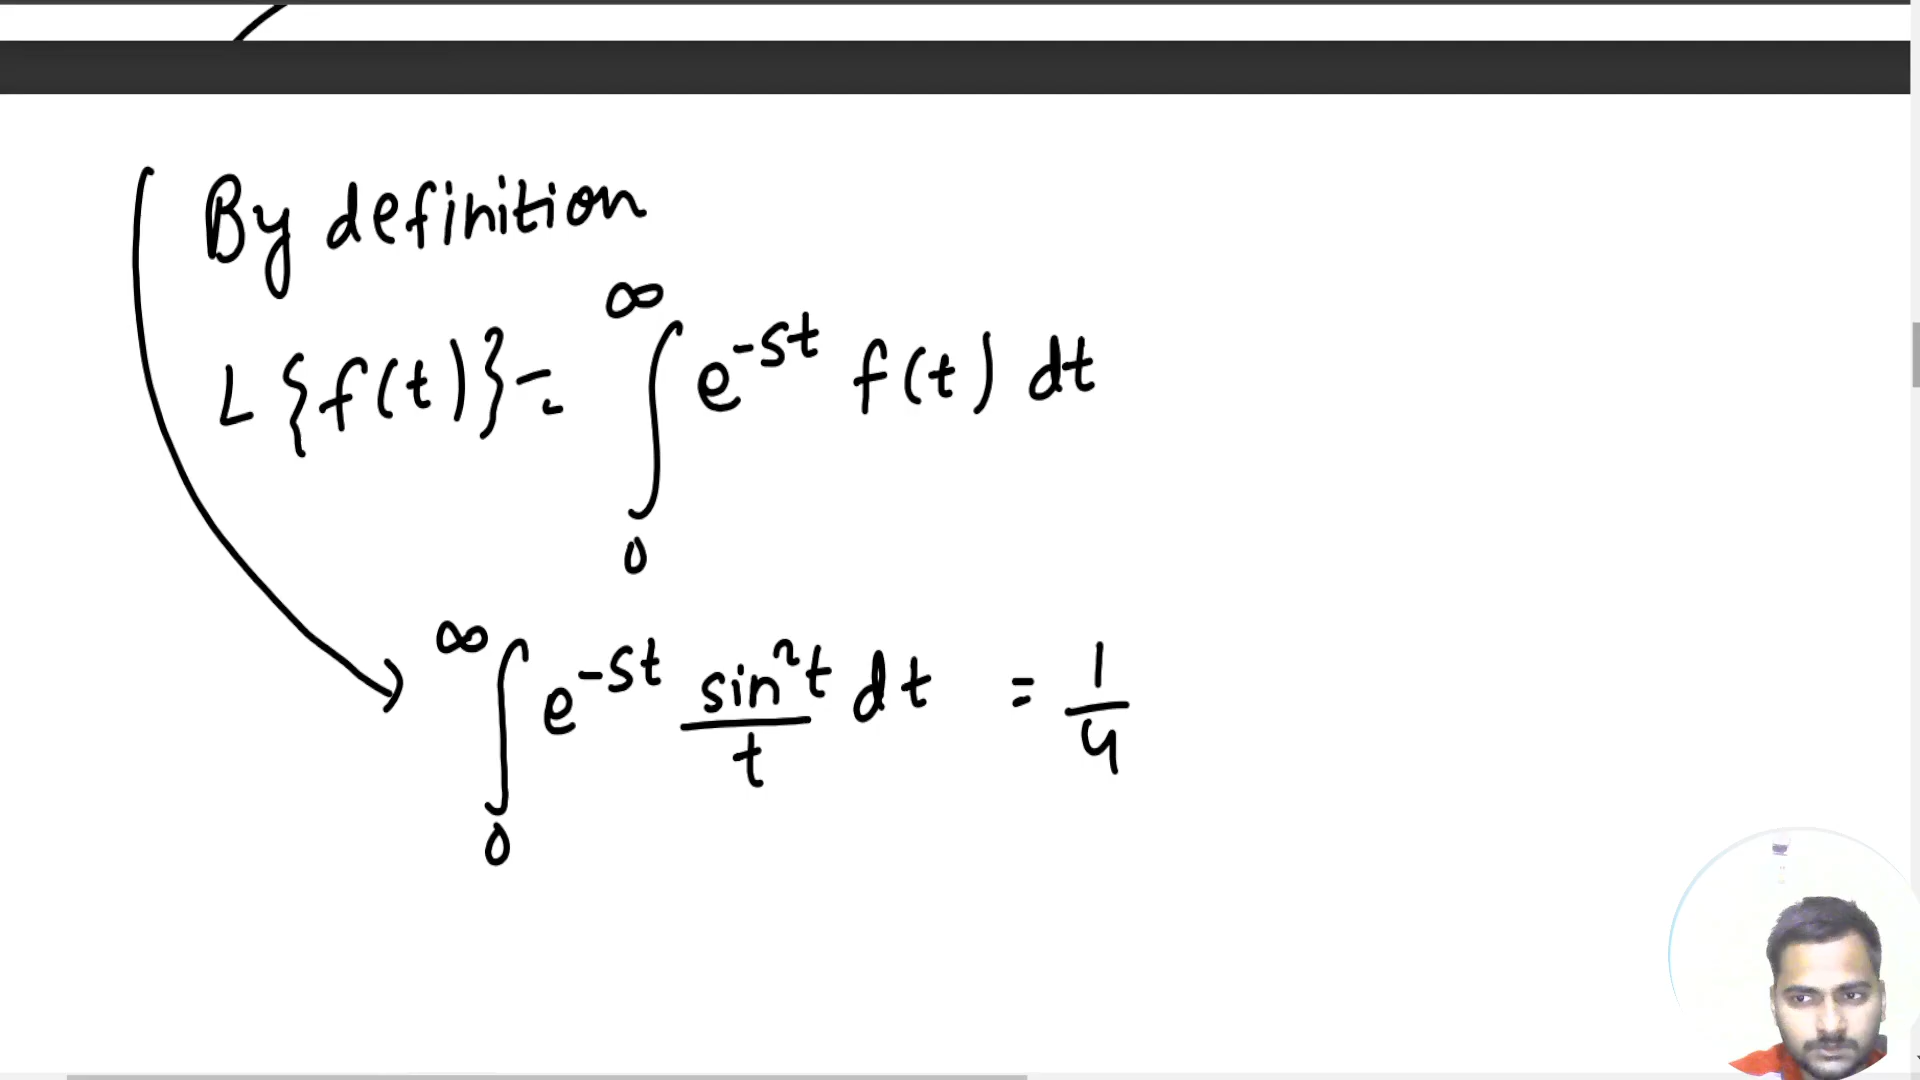 By definition
L{f(t)} = ∫₀^∞ e^{-st} f(t) dt
∫₀^∞ e^{-st} sin²t/t dt = 1/4